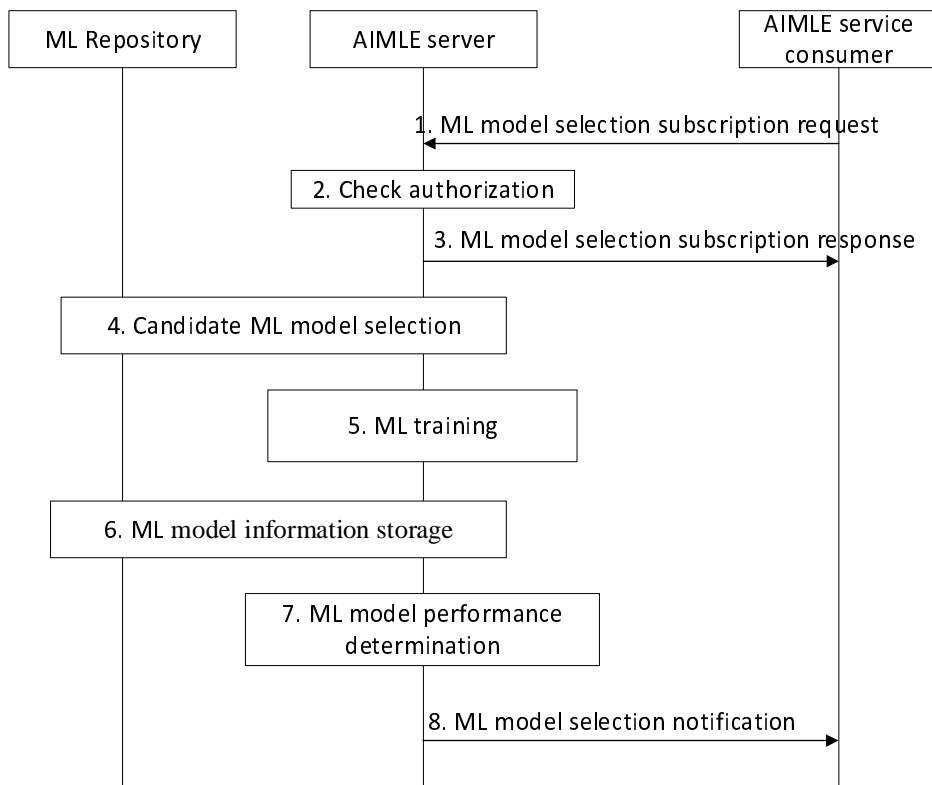 ML Repository
AIMLE server
AIMLE service
consumer
1. ML model selection subscription request
2. Check authorization
3. ML model selection subscription response
4. Candidate ML model selection
5. ML training
6. ML model information storage
7. ML model performance
determination
8. ML model selection notification